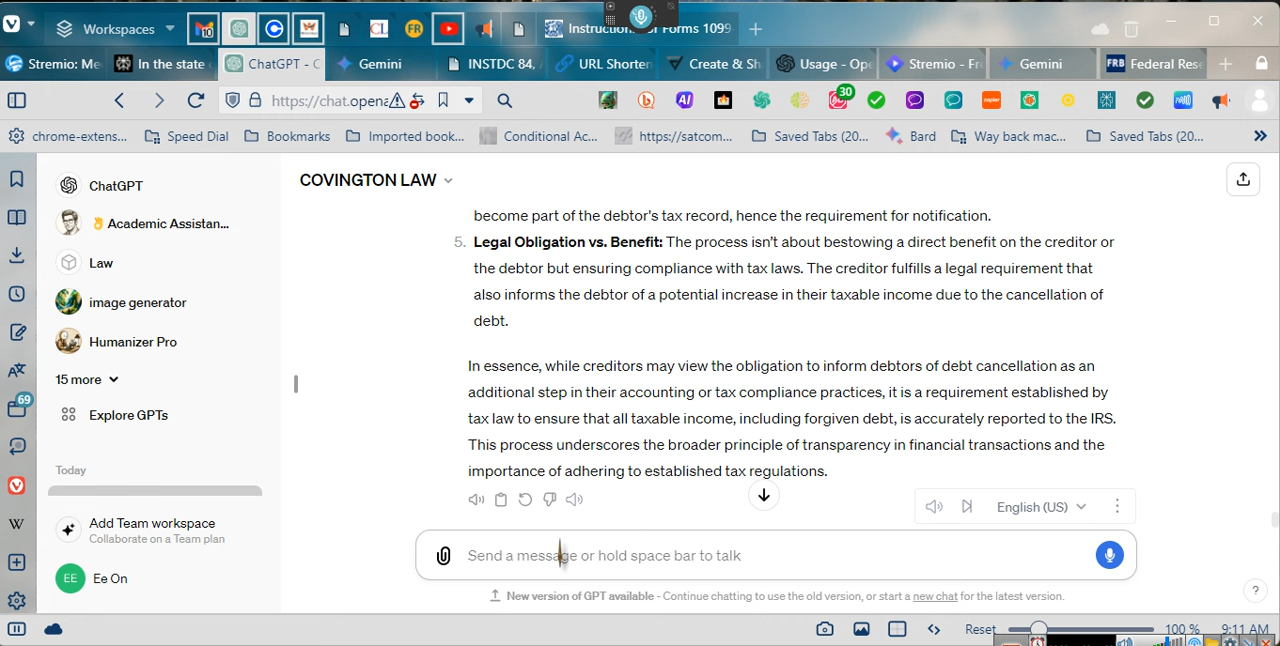 Workspaces
Instruction
or Forms 1099
Stremio: Me
In the state
ChatGPT - C
Gemini
INSTDC 84,
URL Shorten
Create & Sh
Usage - Ope
Stremio - Fr
Gemini
FRB Federal Rese
https://chat.opena
30
chrome-extens...
Speed Dial
Bookmarks
Imported book...
Conditional Ac...
https://satcom...
Saved Tabs (20...
Bard
Way back mac...
Saved Tabs (20...
ChatGPT
Academic Assistan...
Law
image generator
Humanizer Pro
15 more
Explore GPTs
Today
Add Team workspace
Collaborate on a Team plan
EE Ee On
69
W
COVINGTON LAW
become part of the debtor's tax record, hence the requirement for notification.
5. Legal Obligation vs. Benefit: The process isn't about bestowing a direct benefit on the creditor or
the debtor but ensuring compliance with tax laws. The creditor fulfills a legal requirement that
also informs the debtor of a potential increase in their taxable income due to the cancellation of
debt.
In essence, while creditors may view the obligation to inform debtors of debt cancellation as an
additional step in their accounting or tax compliance practices, it is a requirement established by
tax law to ensure that all taxable income, including forgiven debt, is accurately reported to the IRS.
This process underscores the broader principle of transparency in financial transactions and the
importance of adhering to established tax regulations.
English (US)
Send a message or hold space bar to talk
New version of GPT available - Continue chatting to use the old version, or start a new chat for the latest version.
?
Reset
100 %
9:11 AM